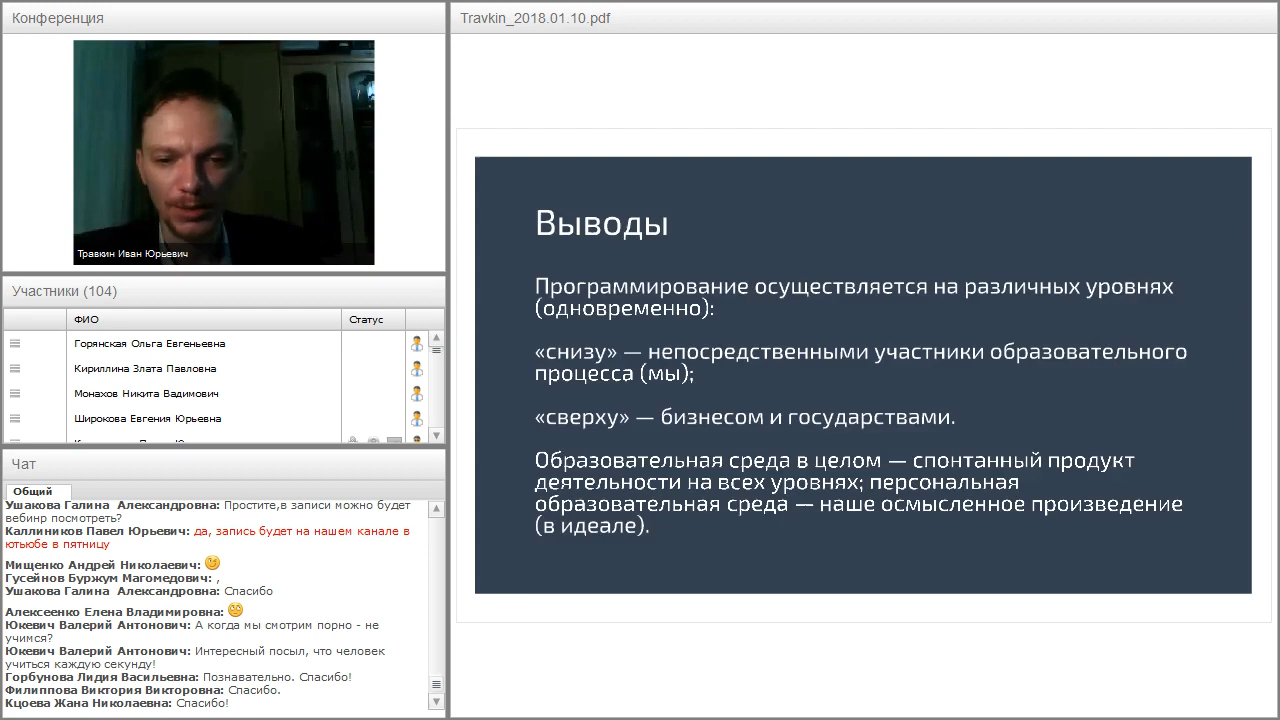 Конференция
Травкин Иван Юрьевич
Участники (104)
ФИО
Статус
Горянская Ольга Евгеньевна
Кириллина Злата Павловна
Монахов Никита Вадимович
Широкова Евгения Юрьевна
Чат
Общий
Ушакова Галина Александровна: Простите,в записи можно будет
вебинр посмотреть?
Каллиников Павел Юрьевич: да, запись будет на нашем канале в
ютьюбе в пятницу
Мищенко Андрей Николаевич:
Гусейнов Буржум Магомедович: ,
Ушакова Галина Александровна: Спасибо
Алексеенко Елена Владимировна:
Юкевич Валерий Антонович: А когда мы смотрим порно - не
учимся?
Юкевич Валерий Антонович: Интересный посыл, что человек
учиться каждую секунду!
Горбунова Лидия Васильевна: Познавательно. Спасибо!
Филиппова Виктория Викторовна: Спасибо.
Кцоева Жана Николаевна: Спасибо!
Travkin_2018.01.10.pdf
Выводы
Программирование осуществляется на различных уровнях
(одновременно):
«снизу» — непосредственными участники образовательного
процесса (мы);
«сверху» — бизнесом и государствами.
Образовательная среда в целом — спонтанный продукт
деятельности на всех уровнях; персональная
образовательная среда — наше осмысленное произведение
(в идеале).